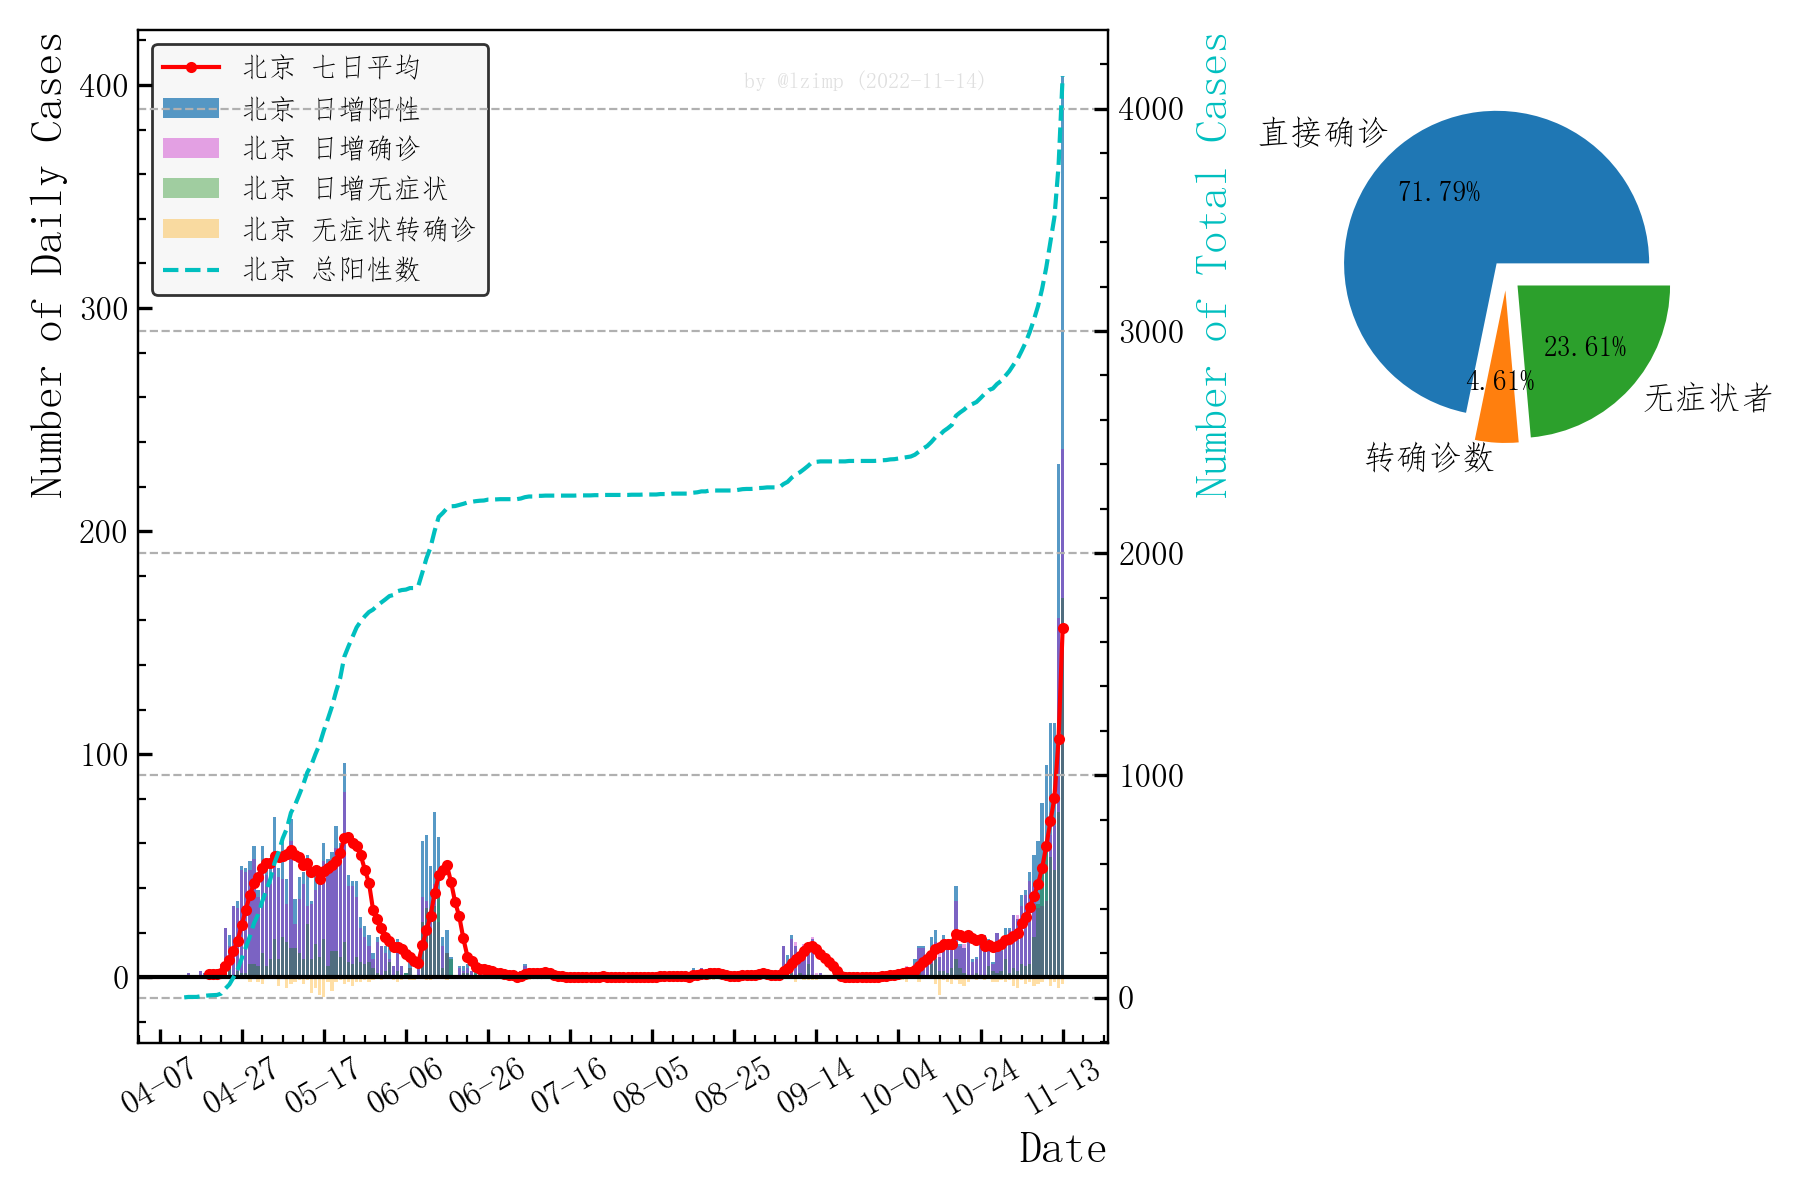 Number of Daily Cases
400
300
200
100
0
北京 七日平均
北京 日增阳性
北京 日增确诊
北京 日增无症状
北京 无症状转确诊
北京 总阳性数
by @lzimp (2022-11-14)
4000
3000
2000
1000
0
Number of Total Cases
04-07
04-27
05-17
06-06
06-26
07-16
08-05
08-25
09-14
10-04
10-24
11-13
Date
直接确诊
71.79%
23.61%
4.61%
无症状者
转确诊数